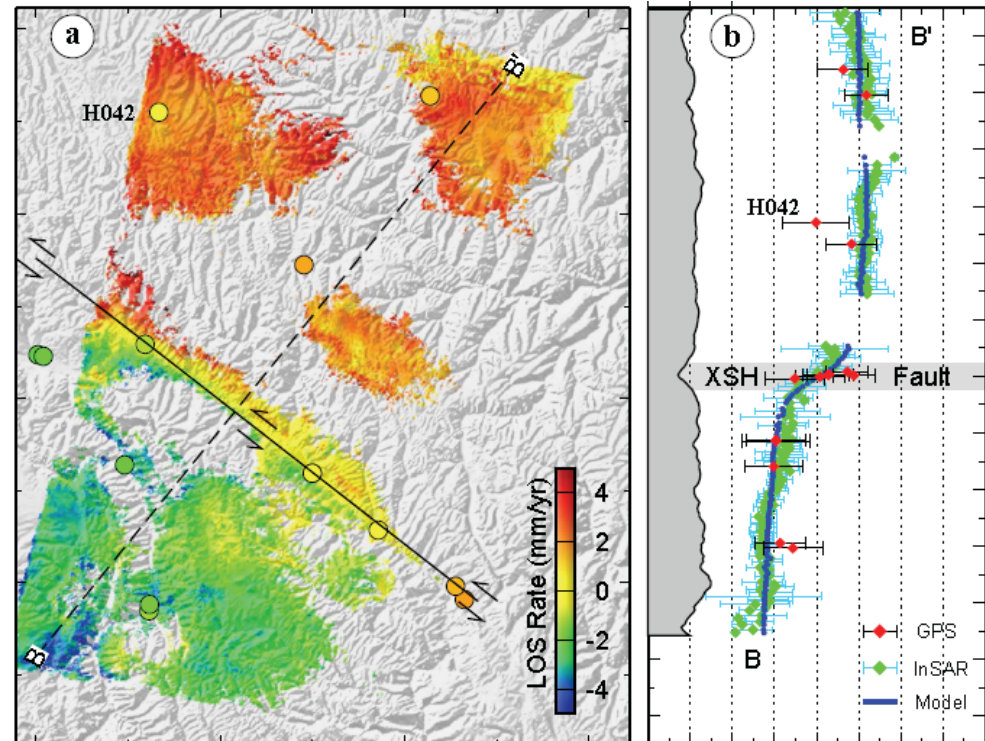 a
H042
B'
B
LOS Rate (mm/yr)
4
2
0
-2
-4
b
B'
H042
XSH Fault
B
GPS
InSAR
Model